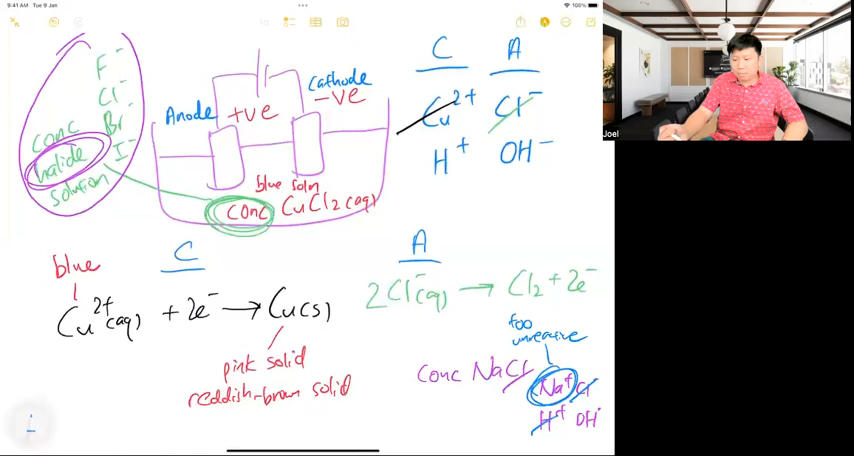 9:41 AM Tue 9 Jan
100%
F⁻
Cl⁻
Br⁻
I⁻
conc
halide
solution
Anode
+ve
Cathode
-ve
blue soln
conc CuCl₂(aq)
C A
Cu²⁺ Cl⁻
H⁺ OH⁻
Joel
C
blue
Cu²⁺(aq) + 2e⁻ → Cu(s)
pink solid
reddish-brown solid
A
2Cl⁻(aq) → Cl₂ + 2e⁻
too
unreactive
conc NaCl
Na⁺ Cl⁻
H⁺ OH⁻